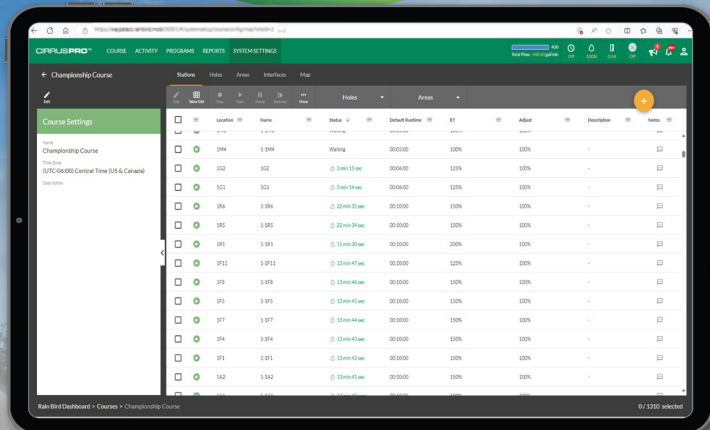 CIRRUSPRO™ COURSE ACTIVITY PROGRAMS REPORTS SYSTEM SETTINGS
Off 100% 0.06 Off
Championship Course Stations Holes Areas Interfaces Map
Edit Edit Table Edit Stop Start Pause Resume More Holes Areas +
Course Settings Location Name Status Default Runtime ET Adjust Description Notes
Name
Championship Course
Time Zone
(UTC-06:00) Central Time (US & Canada)
Description
1M4 1-1M4 Waiting 00:05:00 100% 100% -
1G2 1G2 3 min 15 sec 00:06:00 125% 100% -
1G1 1G1 3 min 14 sec 00:06:00 125% 100% -
1R6 1-1R6 22 min 35 sec 00:10:00 150% 100% -
1R5 1-1R5 22 min 34 sec 00:10:00 150% 100% -
1R1 1-1R1 15 min 30 sec 00:10:00 200% 100% -
1F11 1-1F11 13 min 47 sec 00:10:00 125% 100% -
1F8 1-1F8 13 min 46 sec 00:10:00 150% 100% -
1F5 1-1F5 13 min 45 sec 00:10:00 150% 100% -
1F7 1-1F7 13 min 44 sec 00:10:00 150% 100% -
1F4 1-1F4 13 min 43 sec 00:10:00 150% 100% -
1F1 1-1F1 13 min 42 sec 00:10:00 150% 100% -
1A2 1-1A2 13 min 41 sec 00:10:00 150% 100% -
Rain Bird Dashboard > Courses > Championship Course 0 / 1310 selected